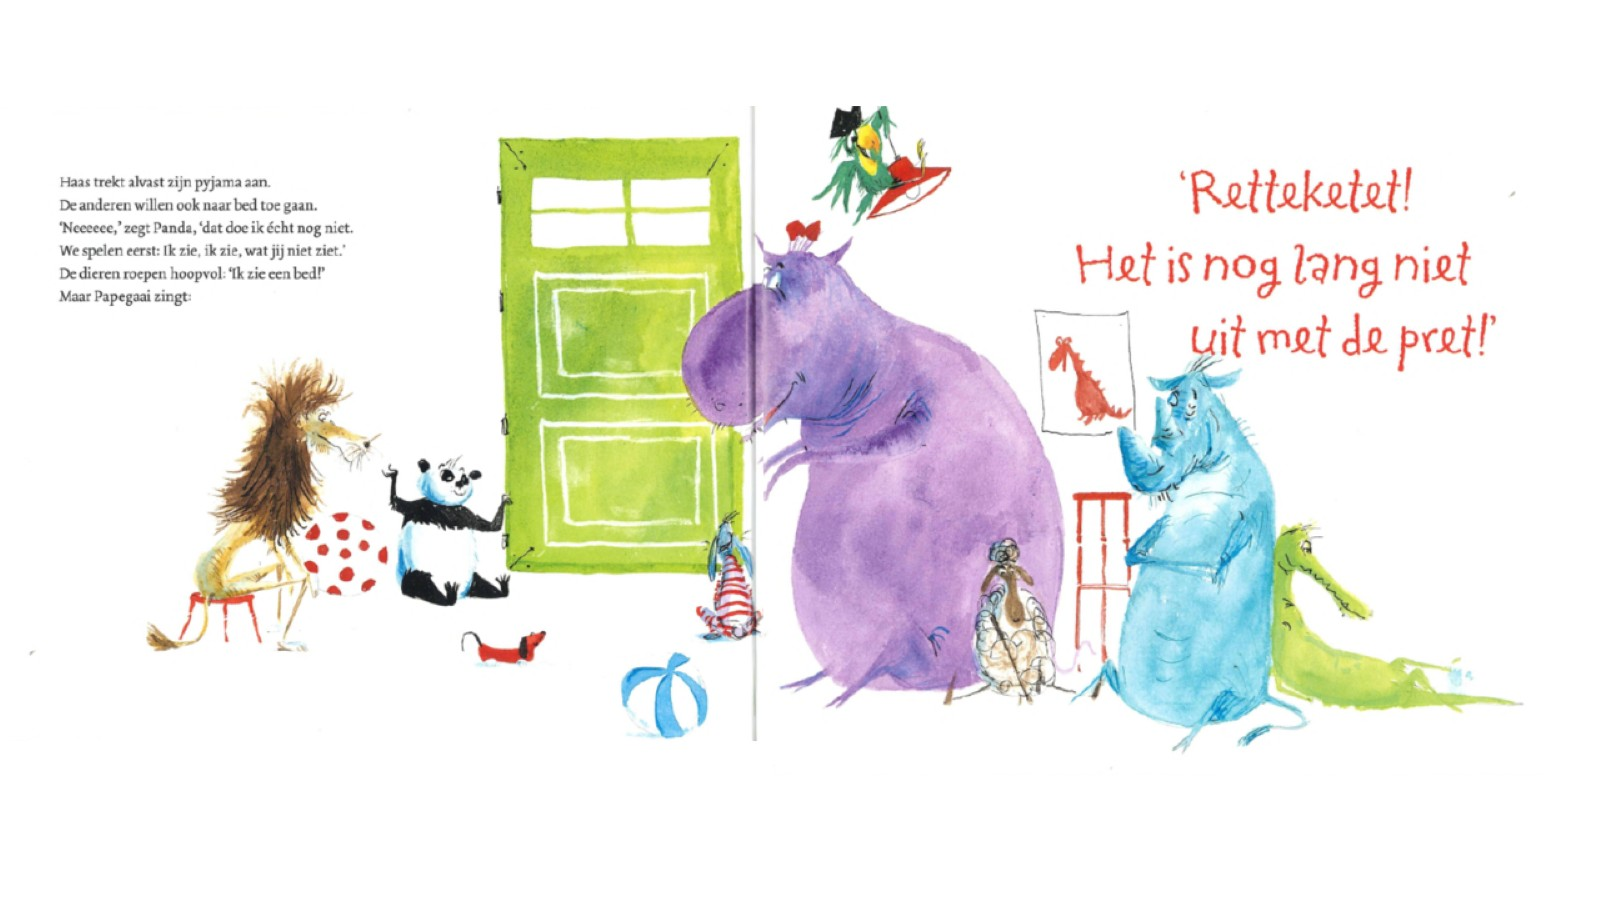 Haas trekt alvast zijn pyjama aan.
De anderen willen ook naar bed toe gaan.
‘Neeeeee,’ zegt Panda, ‘dat doe ik écht nog niet.
We spelen eerst: Ik zie, ik zie, wat jij niet ziet.’
De dieren roepen hoopvol: ‘Ik zie een bed!’
Maar Papegaai zingt:
‘Retteketet!
Het is nog lang niet
uit met de pret!’